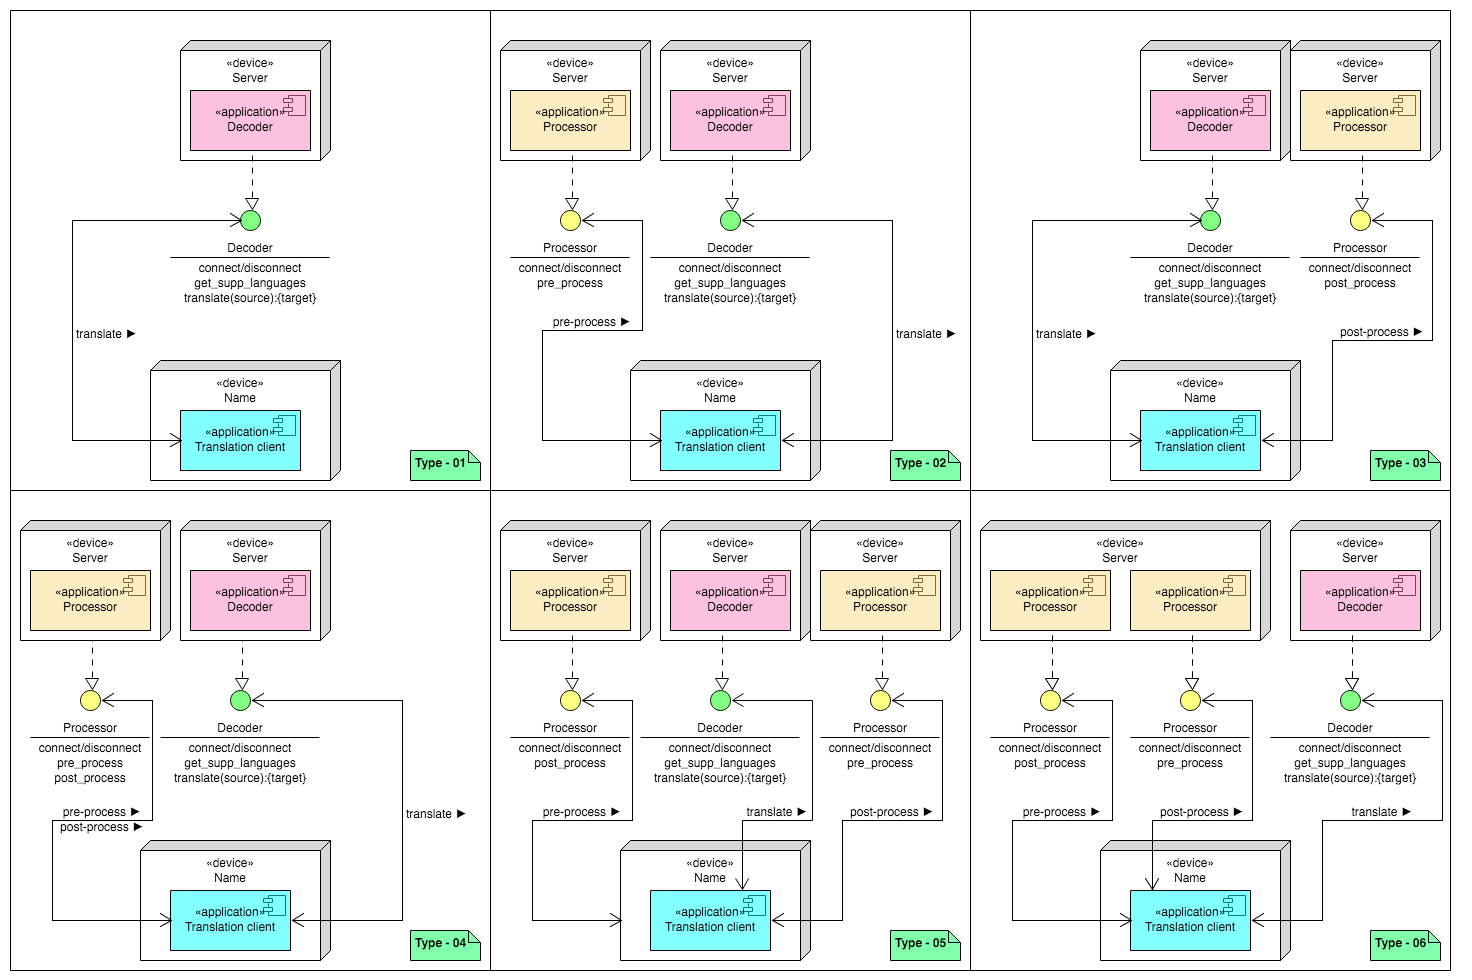 «device»
Server
«application»
Decoder
Decoder
connect/disconnect
get_supp_languages
translate(source):{target}
translate ►
«device»
Name
«application»
Translation client
Type - 01
«device»
Server
«application»
Processor
«device»
Server
«application»
Decoder
Processor
connect/disconnect
pre_process
Decoder
connect/disconnect
get_supp_languages
translate(source):{target}
pre-process ►
translate ►
«device»
Name
«application»
Translation client
Type - 02
«device»
Server
«application»
Decoder
«device»
Server
«application»
Processor
Decoder
connect/disconnect
get_supp_languages
translate(source):{target}
Processor
connect/disconnect
post_process
translate ►
post-process ►
«device»
Name
«application»
Translation client
Type - 03
«device»
Server
«application»
Processor
«device»
Server
«application»
Decoder
Processor
connect/disconnect
pre_process
post_process
Decoder
connect/disconnect
get_supp_languages
translate(source):{target}
pre-process ►
post-process ►
translate ►
«device»
Name
«application»
Translation client
Type - 04
«device»
Server
«application»
Processor
«device»
Server
«application»
Decoder
«device»
Server
«application»
Processor
Processor
connect/disconnect
post_process
Decoder
connect/disconnect
get_supp_languages
translate(source):{target}
Processor
connect/disconnect
pre_process
pre-process ►
translate ►
post-process ►
«device»
Name
«application»
Translation client
Type - 05
«device»
Server
«application»
Processor
«application»
Processor
«device»
Server
«application»
Decoder
Processor
connect/disconnect
post_process
Processor
connect/disconnect
pre_process
Decoder
connect/disconnect
get_supp_languages
translate(source):{target}
pre-process ►
post-process ►
translate ►
«device»
Name
«application»
Translation client
Type - 06